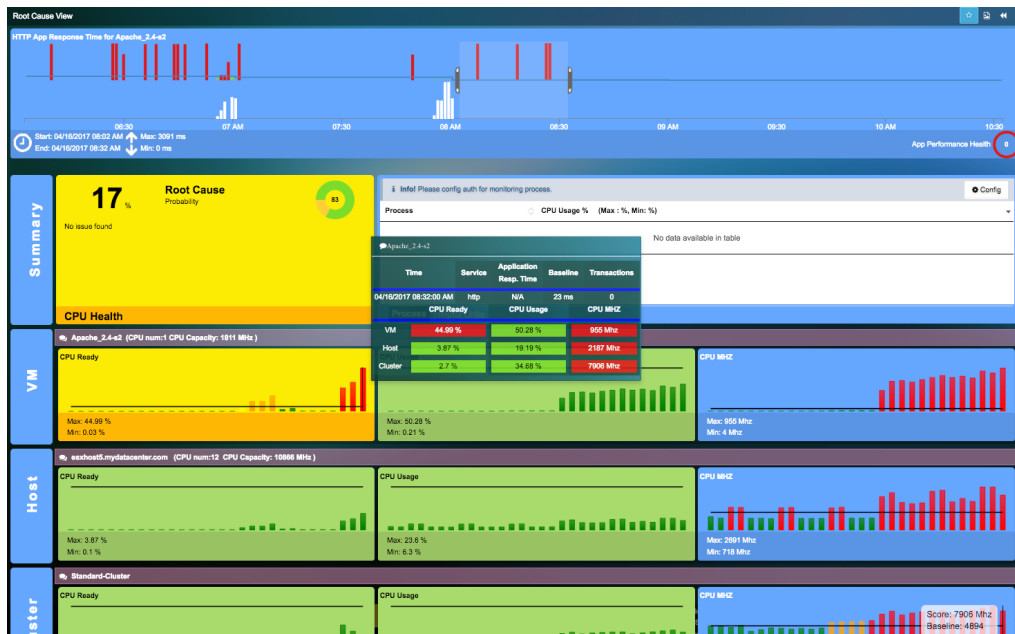 Root Cause View
HTTP App Response Time for Apache_2.4-s2
06:30 07 AM 07:30 08 AM 08:30 09 AM 09:30 10 AM 10:30
Start: 04/16/2017 08:02 AM Max: 3091 ms
End: 04/16/2017 08:32 AM Min: 0 ms
App Performance Health 0
Summary
17 %
Root Cause
Probability
83
No issue found
CPU Health
Info! Please config auth for monitoring process.
Config
Process CPU Usage % (Max : %, Min: %)
No data available in table
Apache_2.4-s2
Time Service Application Resp. Time Baseline Transactions
04/16/2017 08:32:00 AM http N/A 23 ms 0
CPU Ready CPU Usage CPU MHZ
VM 44.99 % 50.28 % 955 Mhz
Host 3.87 % 19.19 % 2187 Mhz
Cluster 2.7 % 34.68 % 7906 Mhz
VM
Apache_2.4-s2 (CPU num:1 CPU Capacity: 1811 MHz )
CPU Ready
Max: 44.99 %
Min: 0.03 %
Max: 50.28 %
Min: 0.21 %
CPU MHZ
Max: 955 Mhz
Min: 4 Mhz
Host
esxhost5.mydatacenter.com (CPU num:12 CPU Capacity: 10866 MHz )
CPU Ready
Max: 3.87 %
Min: 0.1 %
CPU Usage
Max: 23.6 %
Min: 6.3 %
CPU MHZ
Max: 2691 Mhz
Min: 718 Mhz
Standard-Cluster
CPU Ready
CPU Usage
CPU MHZ
Score: 7906 Mhz
Baseline: 4894